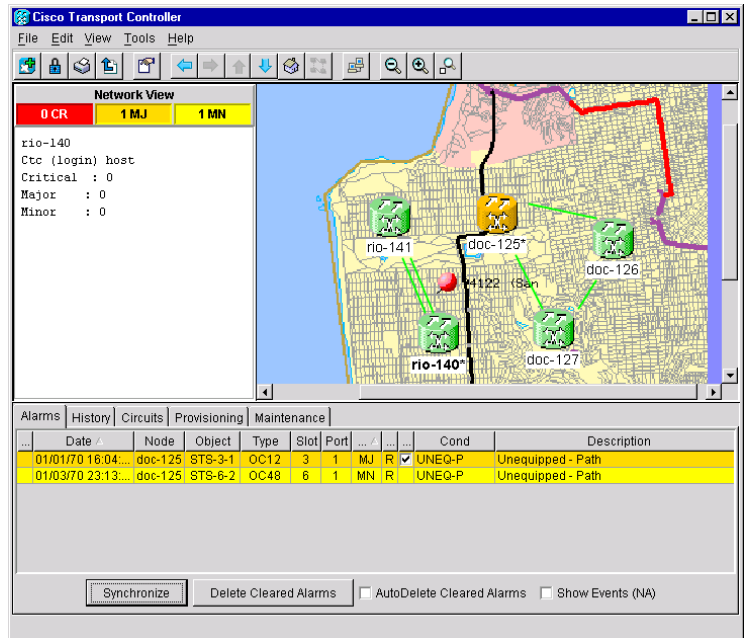 Cisco Transport Controller
File Edit View Tools Help
Network View
0 CR 1 MJ 1 MN
rio-140
Ctc (login) host
Critical : 0
Major : 0
Minor : 0
rio-141
doc-125*
doc-126
4122 (San
rio-140*
doc-127
Alarms History Circuits Provisioning Maintenance
... Date Node Object Type Slot Port ... ... ... Cond Description
01/01/70 16:04:... doc-125 STS-3-1 OC12 3 1 MJ R UNEQ-P Unequipped - Path
01/03/70 23:13:... doc-125 STS-6-2 OC48 6 1 MN R UNEQ-P Unequipped - Path
Synchronize Delete Cleared Alarms AutoDelete Cleared Alarms Show Events (NA)